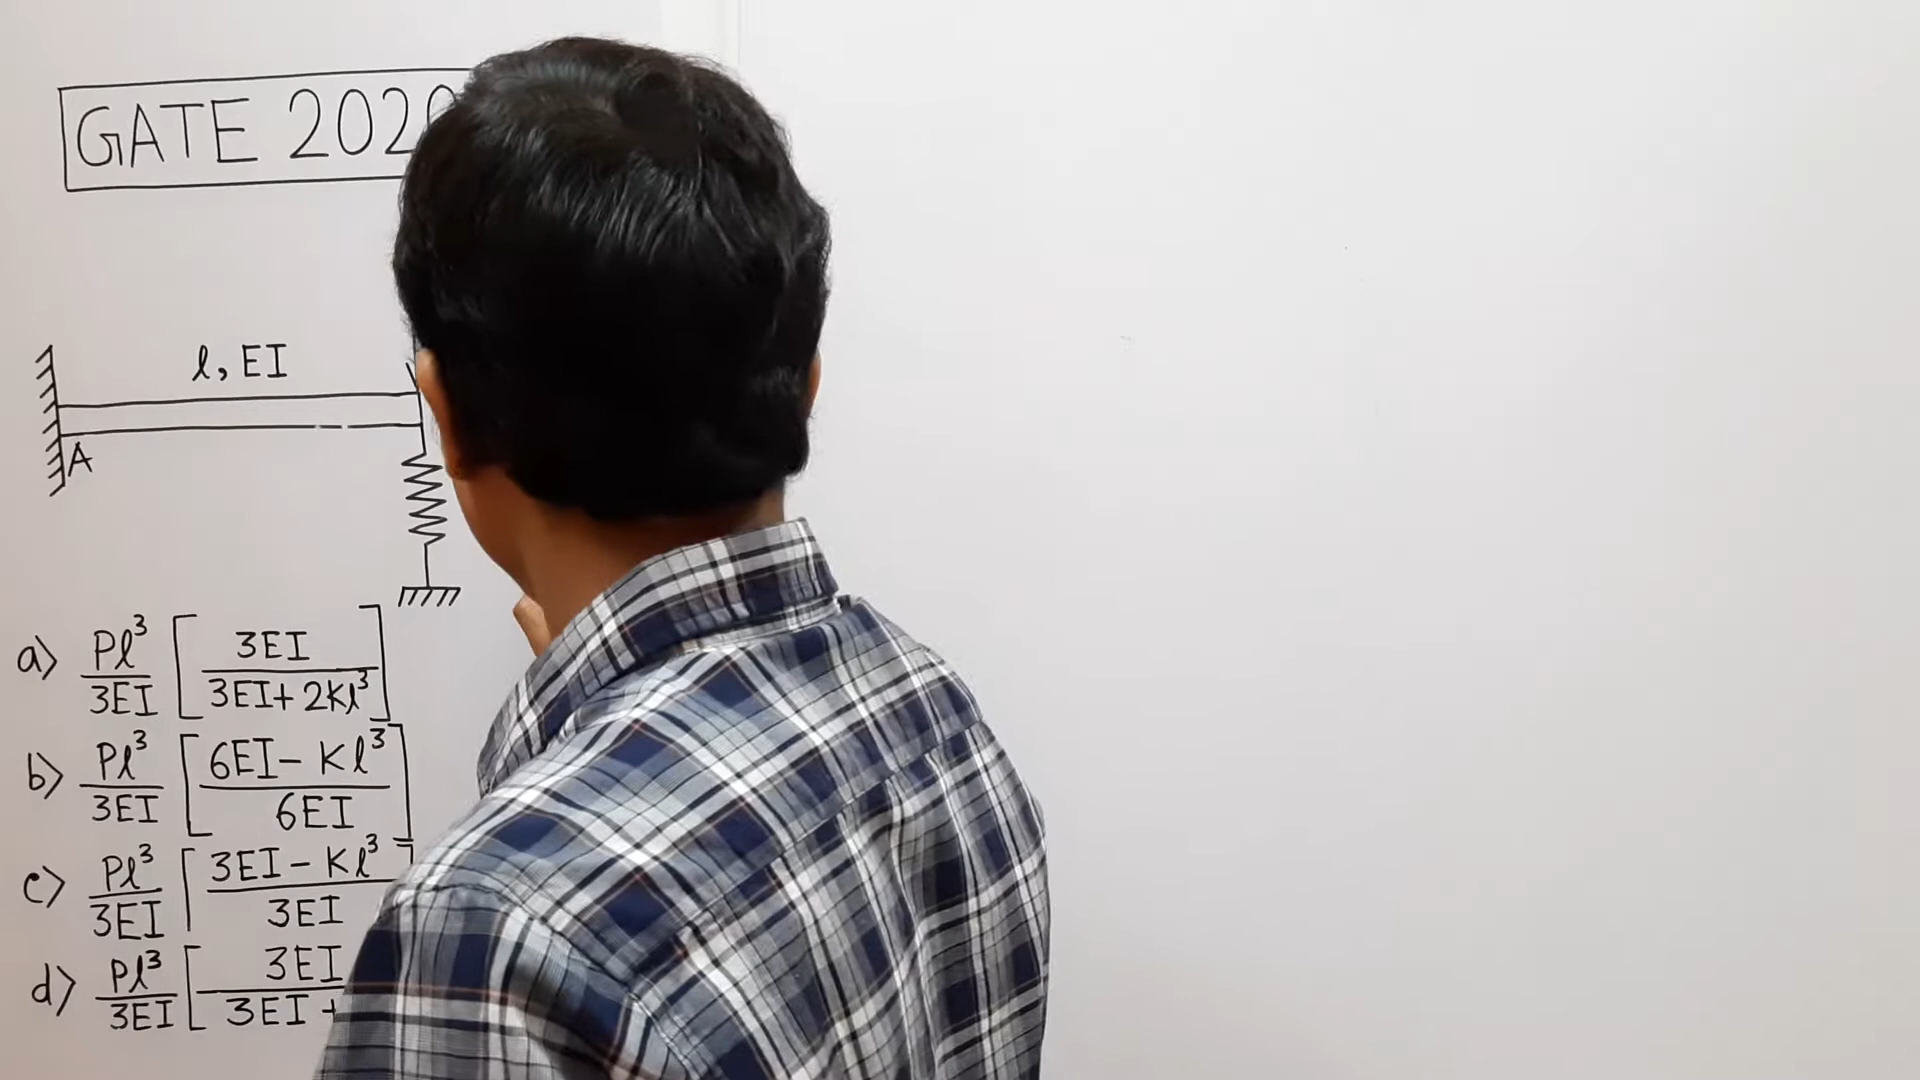 GATE 202
l, EI
A
a) Pl³/3EI [3EI/3EI+2Kl³]
b) Pl³/3EI [6EI-Kl³/6EI]
c) Pl³/3EI [3EI-Kl³/3EI]
d) Pl³/3EI [3EI/3EI+